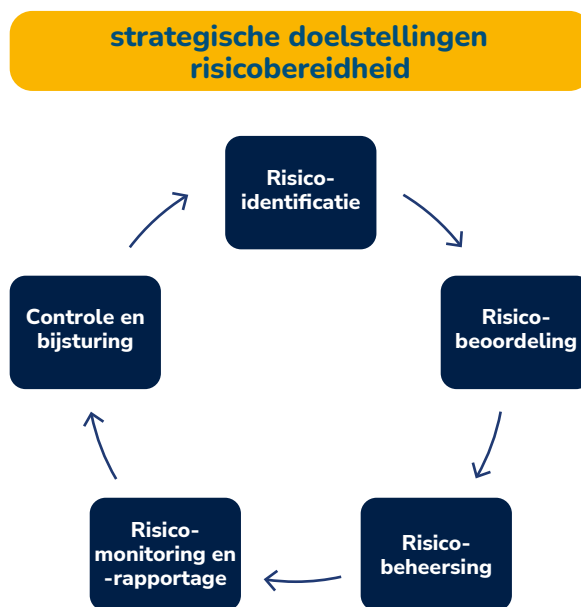 strategische doelstellingen
risicobereidheid
Risico-
identificatie
Risico-
beoordeling
Risico-
beheersing
Risico-
monitoring en
-rapportage
Controle en
bijsturing